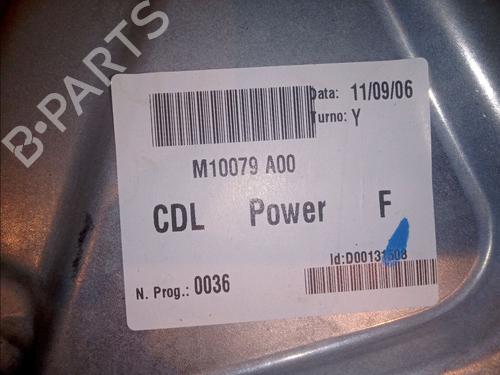 B-PARTS
Data: 11/09/06
Turno: Y
M10079 A00
CDL Power F
Id:D00131508
N. Prog.: 0036